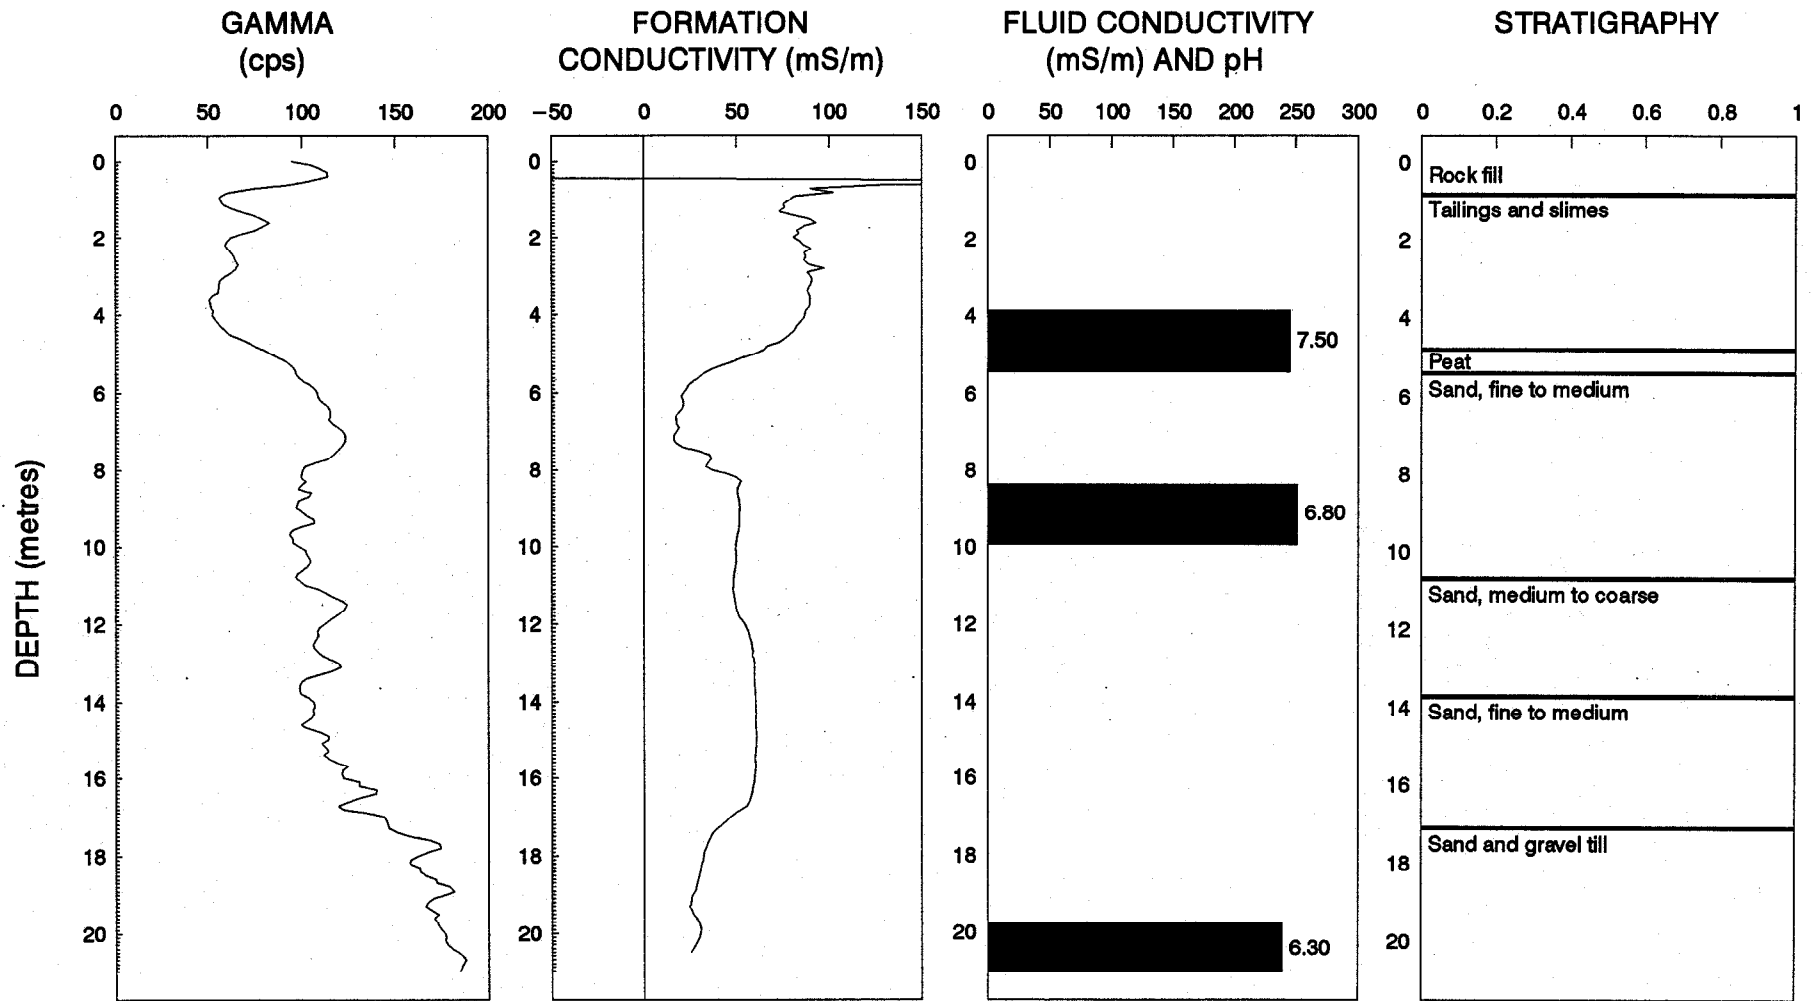 GAMMA
(cps)
FORMATION
CONDUCTIVITY (mS/m)
FLUID CONDUCTIVITY
(mS/m) AND pH
STRATIGRAPHY
0 50 100 150 200
−50 0 50 100 150
0 50 100 150 200 250 300
0 0.2 0.4 0.6 0.8 1
DEPTH (metres)
0
2
4
6
8
10
12
14
16
18
20
0
2
4
6
8
10
12
14
16
18
20
0
2
4
6
8
10
12
14
16
18
20
7.50
6.80
6.30
0
2
4
6
8
10
12
14
16
18
20
Rock fill
Tailings and slimes
Peat
Sand, fine to medium
Sand, medium to coarse
Sand, fine to medium
Sand and gravel till